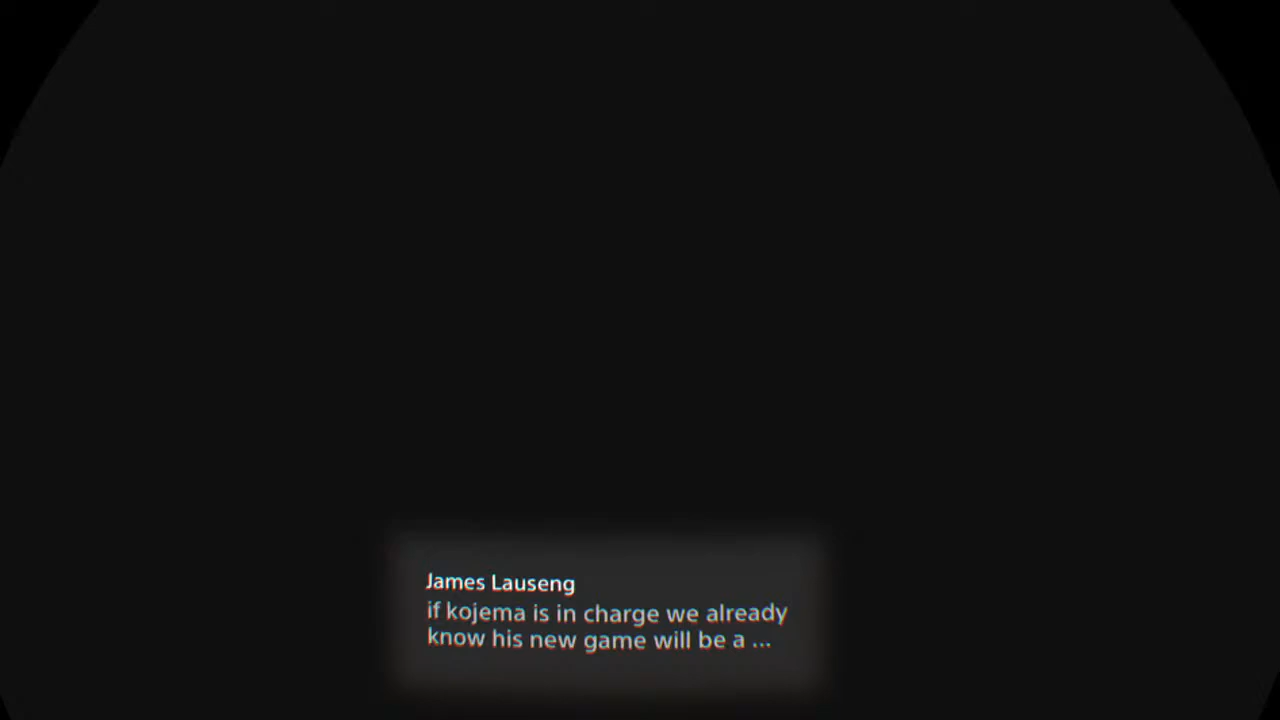 James Lauseng
if kojema is in charge we already
know his new game will be a ...